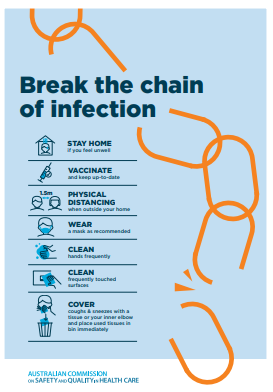 Break the chain
of infection
STAY HOME
if you feel unwell
VACCINATE
and keep up-to-date
1.5m
PHYSICAL
DISTANCING
when outside your home
WEAR
a mask as recommended
CLEAN
hands frequently
CLEAN
frequently touched
surfaces
COVER
coughs & sneezes with a
tissue or your inner elbow
and place used tissues in
bin immediately
AUSTRALIAN COMMISSION
ON SAFETY AND QUALITY IN HEALTH CARE